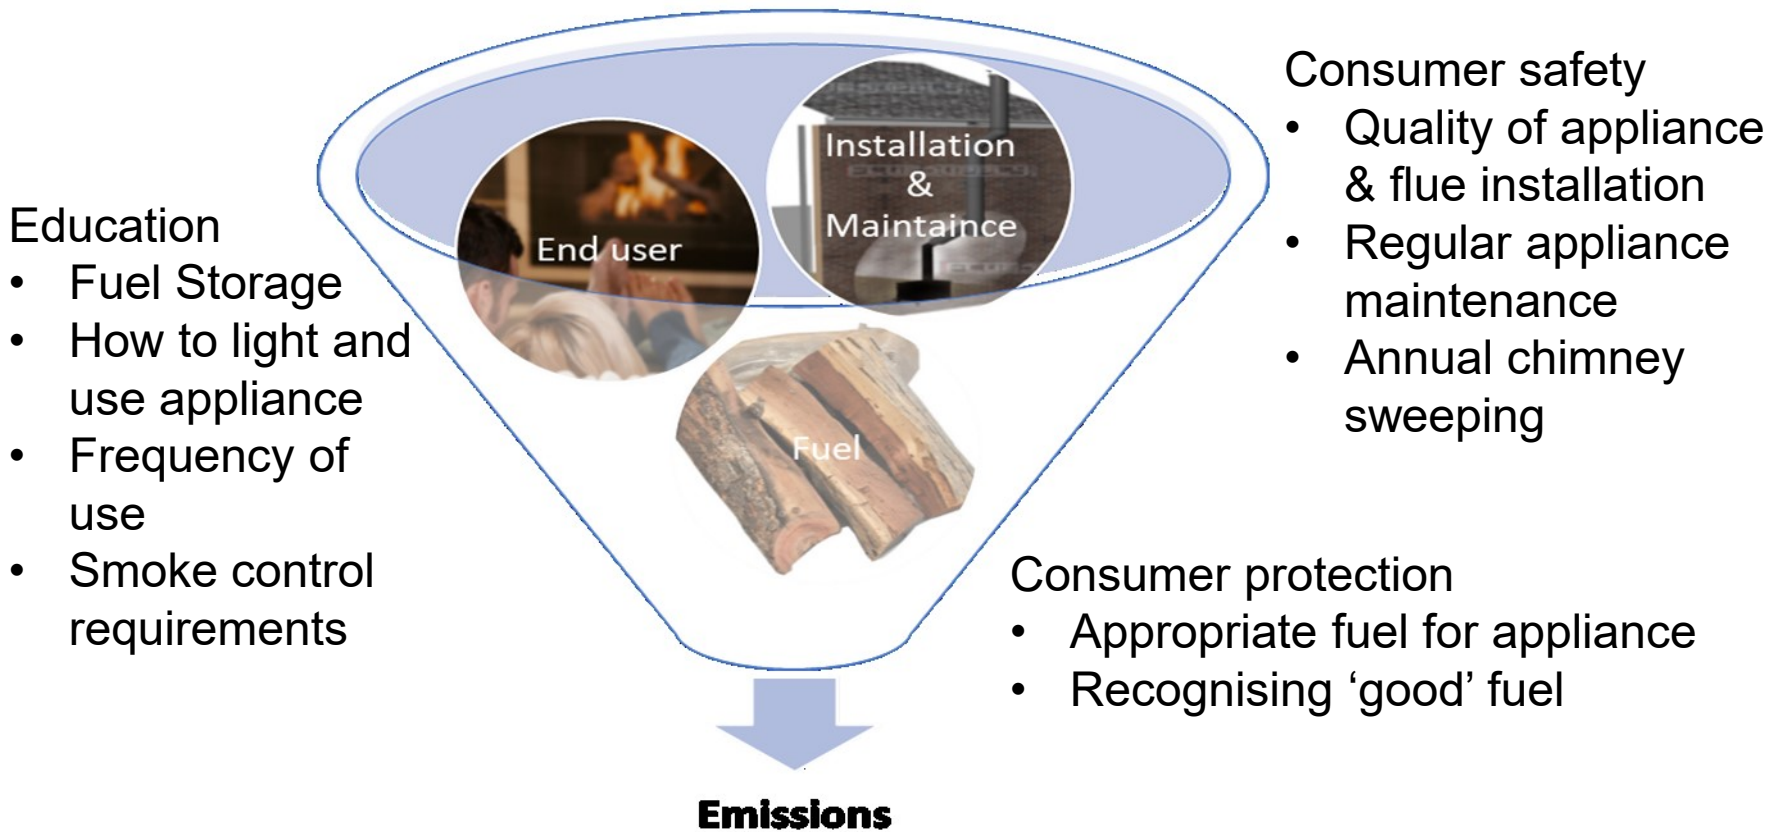 Education
• Fuel Storage
• How to light and
use appliance
• Frequency of
use
• Smoke control
requirements
End user
Installation
&
Maintaince
Fuel
Consumer safety
• Quality of appliance
& flue installation
• Regular appliance
maintenance
• Annual chimney
sweeping
Consumer protection
• Appropriate fuel for appliance
• Recognising ‘good’ fuel
Emissions